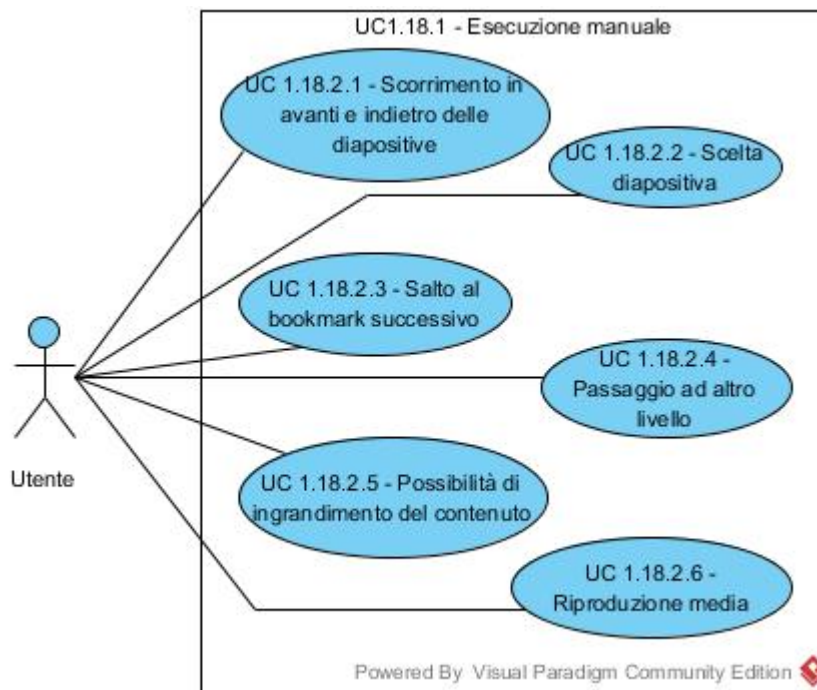 UC1.18.1 - Esecuzione manuale
UC 1.18.2.1 - Scorrimento in
avanti e indietro delle
diapositive
UC 1.18.2.2 - Scelta
diapositiva
UC 1.18.2.3 - Salto al
bookmark successivo
UC 1.18.2.4 -
Passaggio ad altro
livello
Utente
UC 1.18.2.5 - Possibilità di
ingrandimento del contenuto
UC 1.18.2.6 -
Riproduzione media
Powered By Visual Paradigm Community Edition